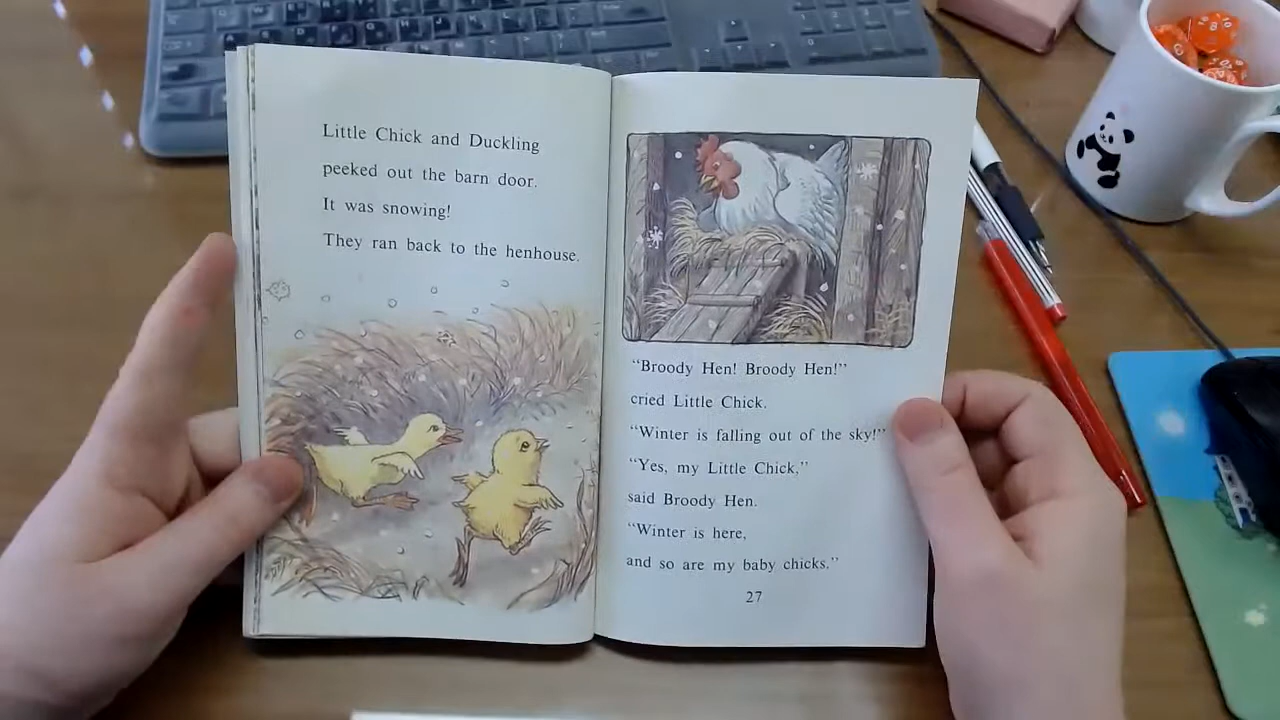 Little Chick and Duckling
peeked out the barn door.
It was snowing!
They ran back to the henhouse.
"Broody Hen! Broody Hen!"
cried Little Chick.
"Winter is falling out of the sky!"
"Yes, my Little Chick,"
said Broody Hen.
"Winter is here,
and so are my baby chicks."
27